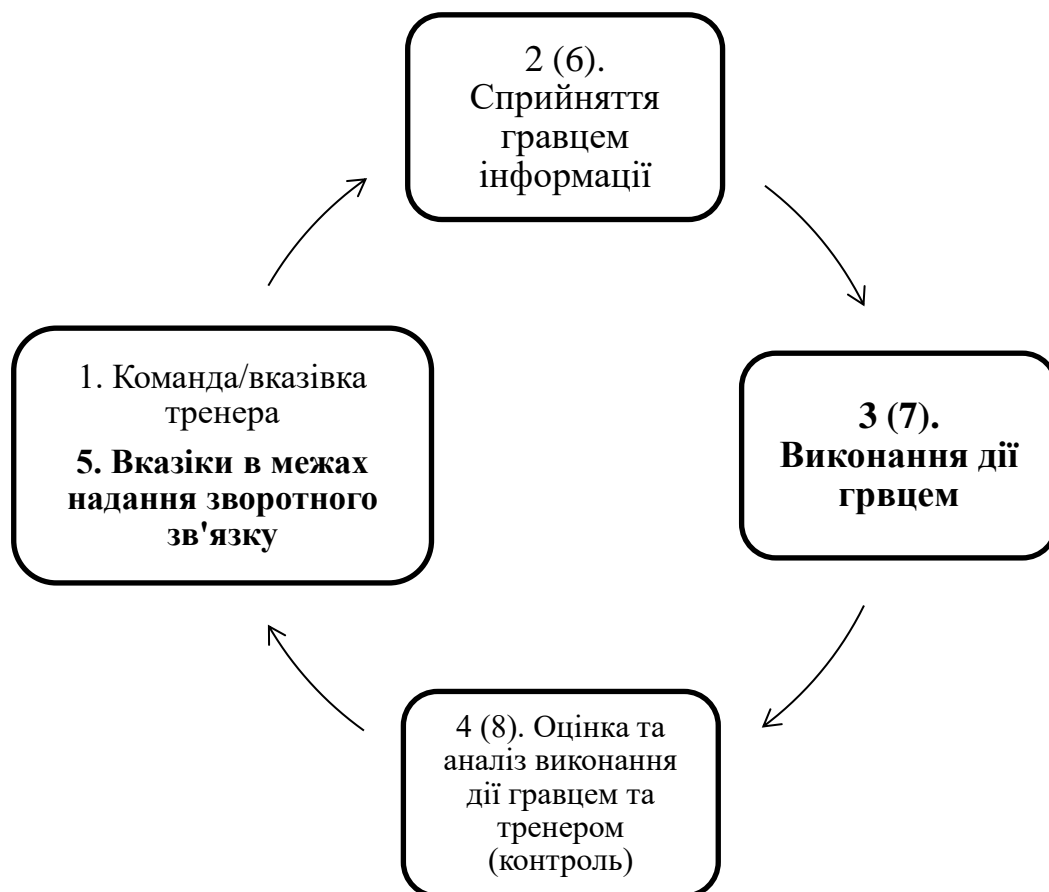 2 (6).
Сприйняття
гравцем
інформації
1. Команда/вказівка
тренера
5. Вказіки в межах
надання зворотного
зв'язку
3 (7).
Виконання дії
грвцем
4 (8). Оцінка та
аналіз виконання
дії гравцем та
тренером
(контроль)